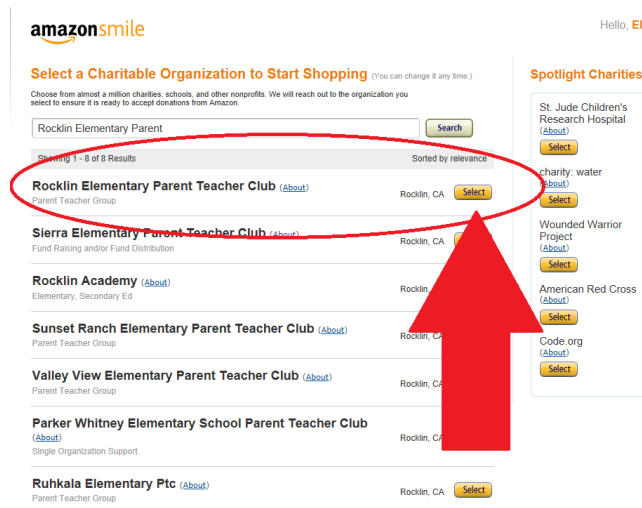 amazonsmile
Hello,
Select a Charitable Organization to Start Shopping (You can change it any time.)
Choose from almost a million charities, schools, and other nonprofits. We will reach out to the organization you
select to ensure it is ready to accept donations from Amazon.
Rocklin Elementary Parent
Search
Showing 1 - 8 of 8 Results
Sorted by relevance
Rocklin Elementary Parent Teacher Club (About)
Parent Teacher Group
Rocklin, CA
Select
Sierra Elementary Parent Teacher Club (About)
Fund Raising and/or Fund Distribution
Rocklin, CA
Rocklin Academy (About)
Elementary, Secondary Ed
Rocklin,
Sunset Ranch Elementary Parent Teacher Club (About)
Parent Teacher Group
Rocklin, CA
Valley View Elementary Parent Teacher Club (About)
Parent Teacher Group
Rocklin, CA
Parker Whitney Elementary School Parent Teacher Club
(About)
Single Organization Support
Rocklin, CA
Ruhkala Elementary Ptc (About)
Parent Teacher Group
Rocklin, CA
Select
Spotlight Charities
St. Jude Children's
Research Hospital
(About)
Select
charity: water
(About)
Select
Wounded Warrior
Project
(About)
Select
American Red Cross
(About)
Select
Code.org
(About)
Select